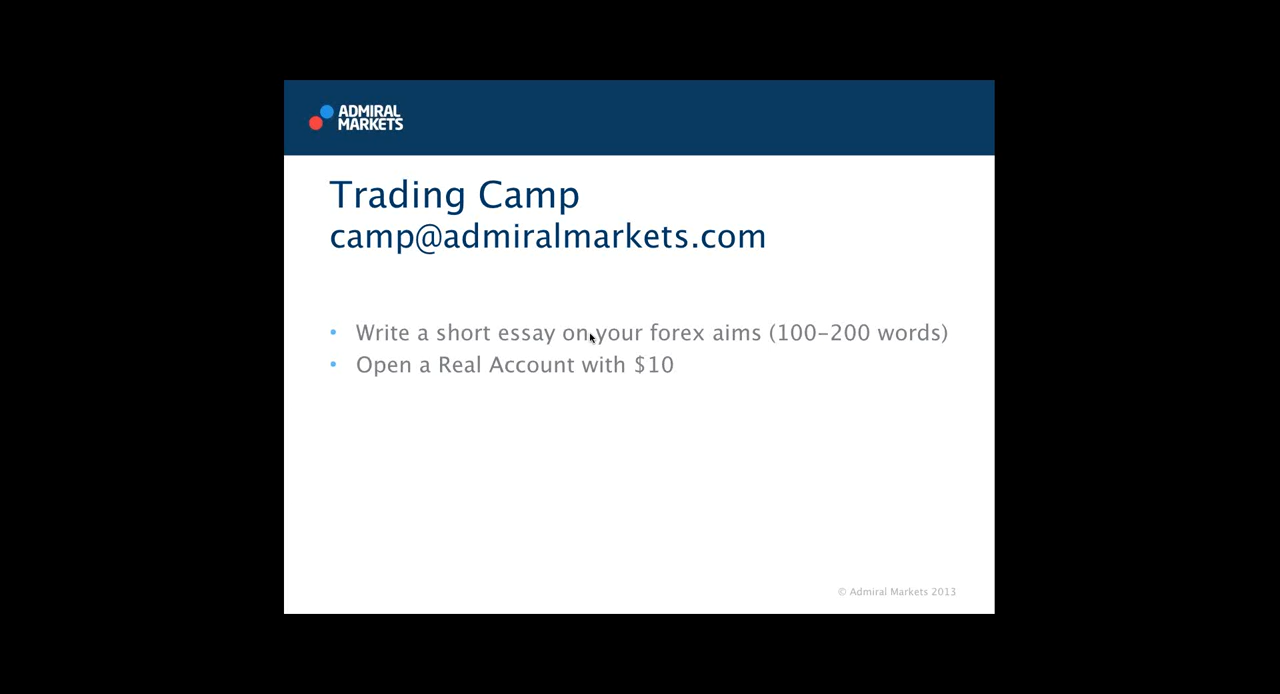 ADMIRAL
MARKETS
Trading Camp
camp@admiralmarkets.com
• Write a short essay on your forex aims (100–200 words)
• Open a Real Account with $10
© Admiral Markets 2013